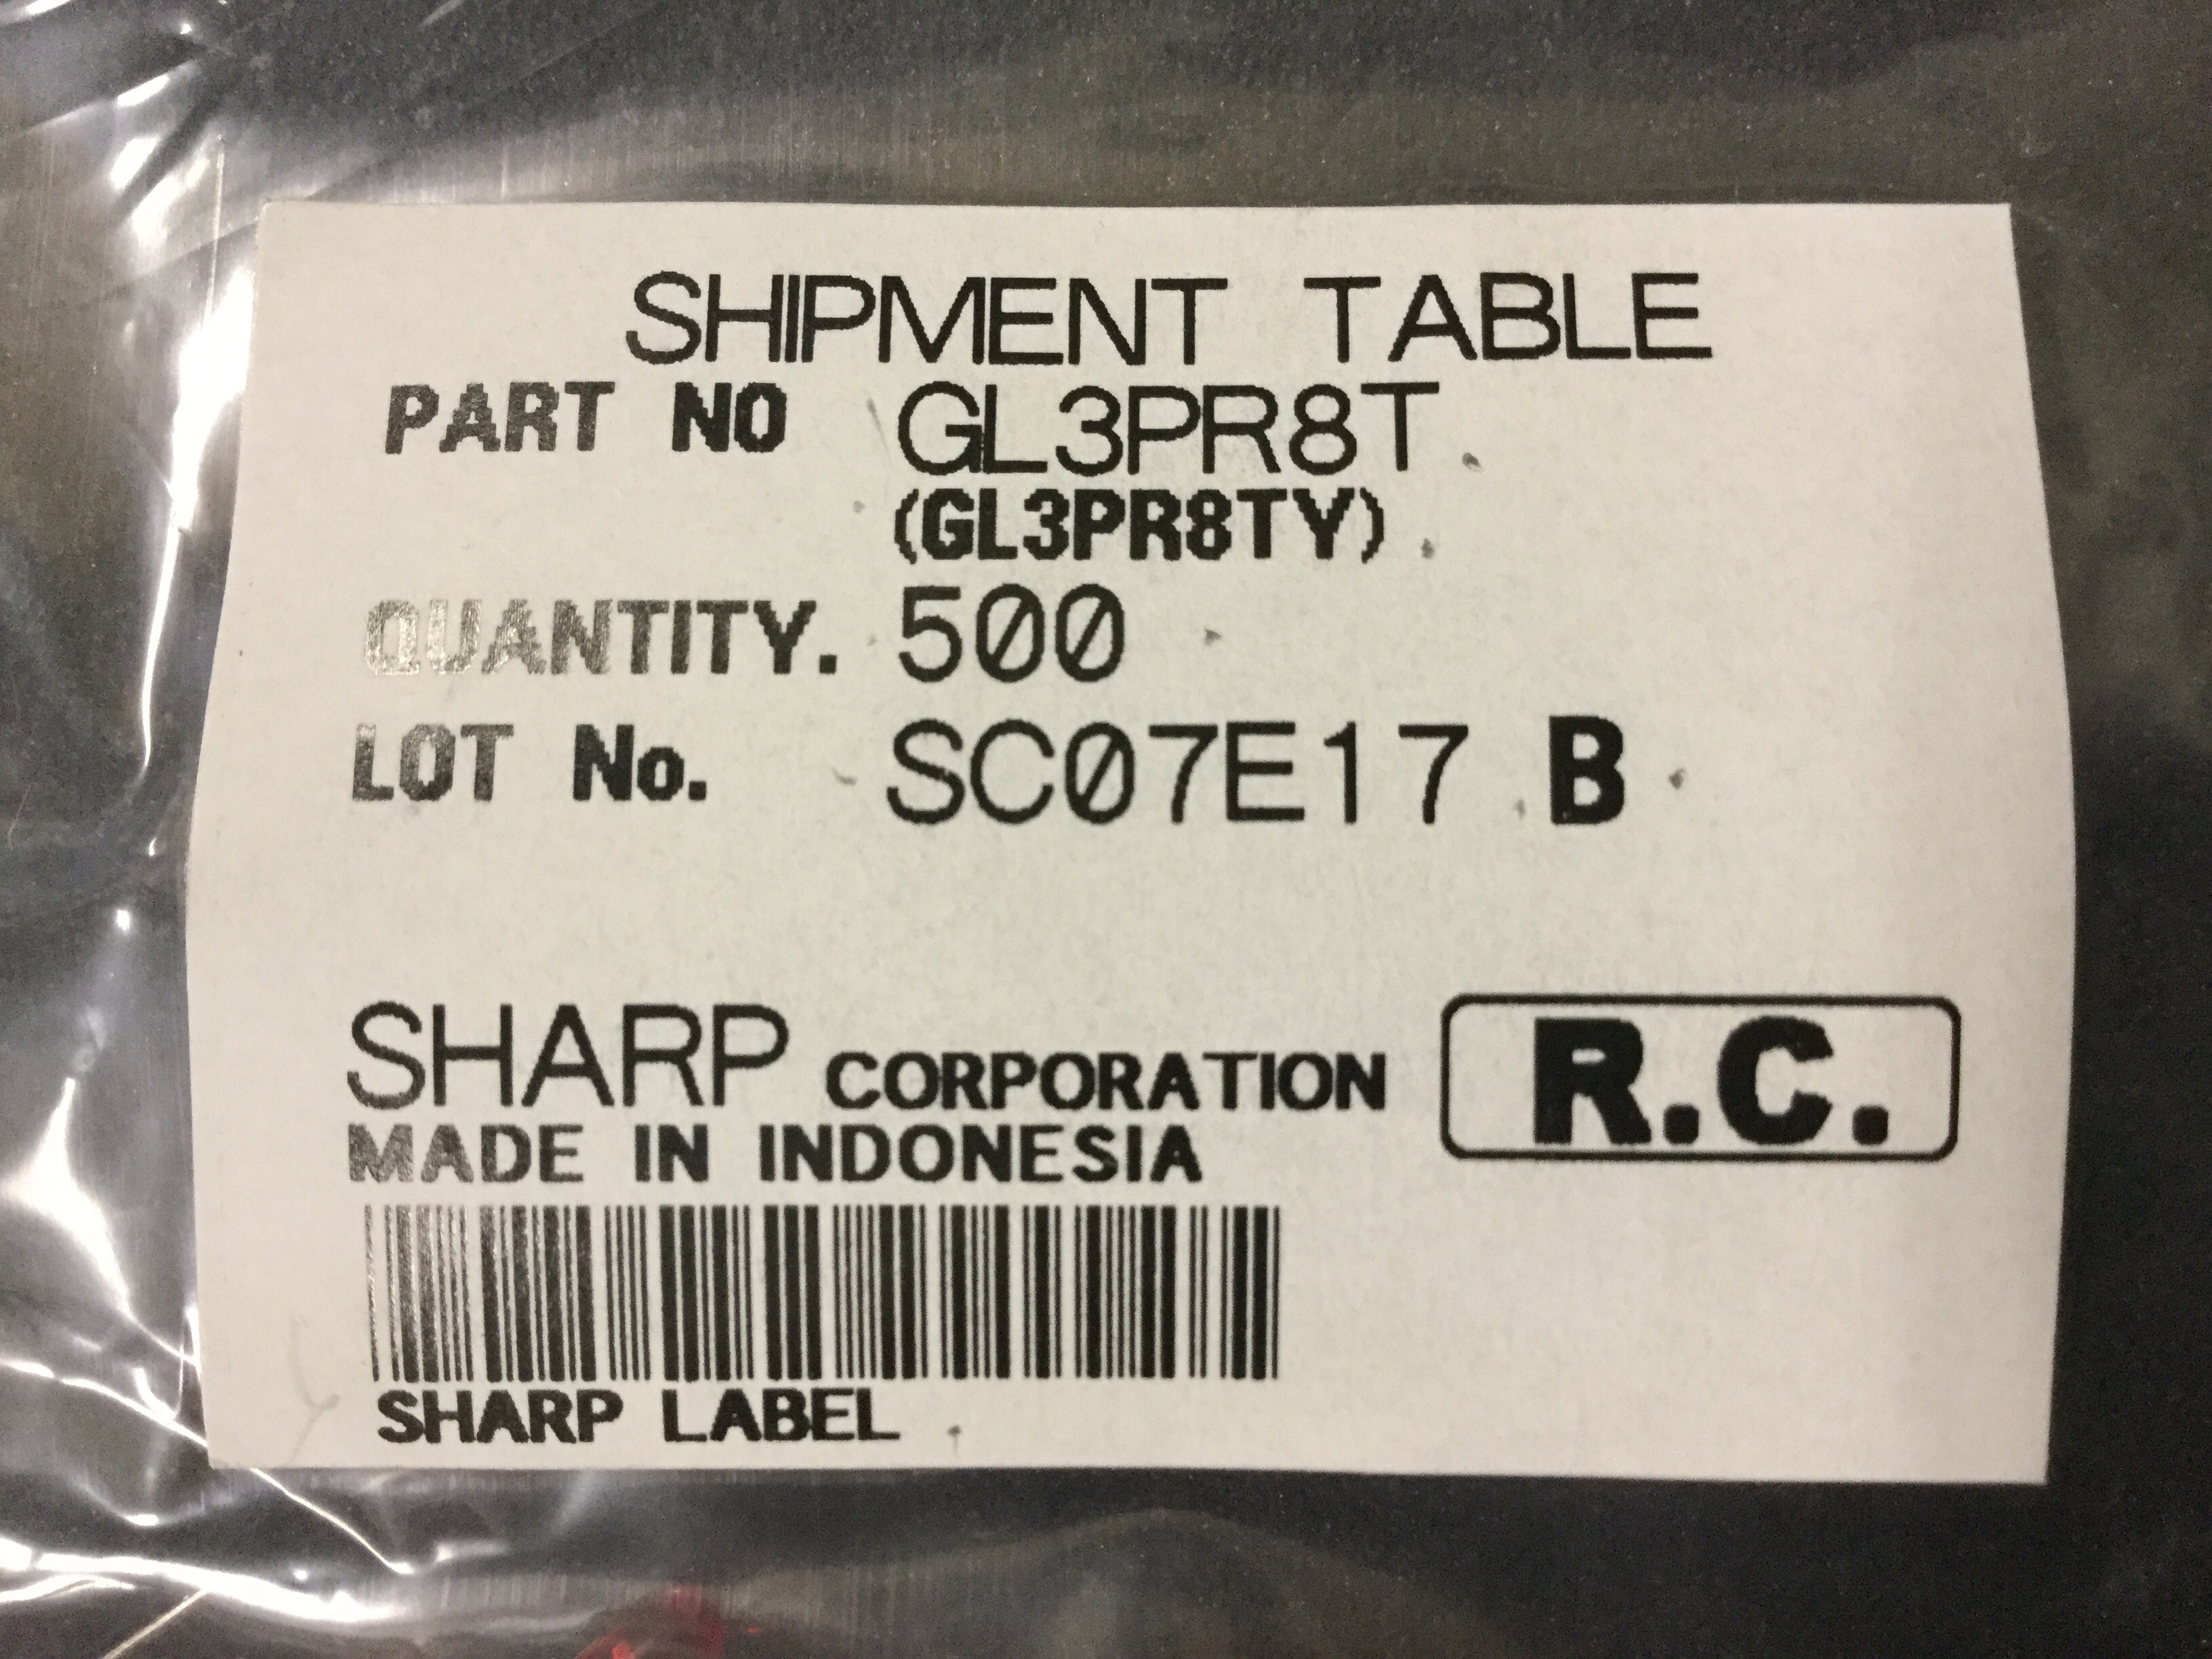 SHIPMENT TABLE
PART NO GL3PR8T
(GL3PR8TY)
QUANTITY. 500
LOT No. SC07E17 B
SHARP CORPORATION R.C.
MADE IN INDONESIA
SHARP LABEL